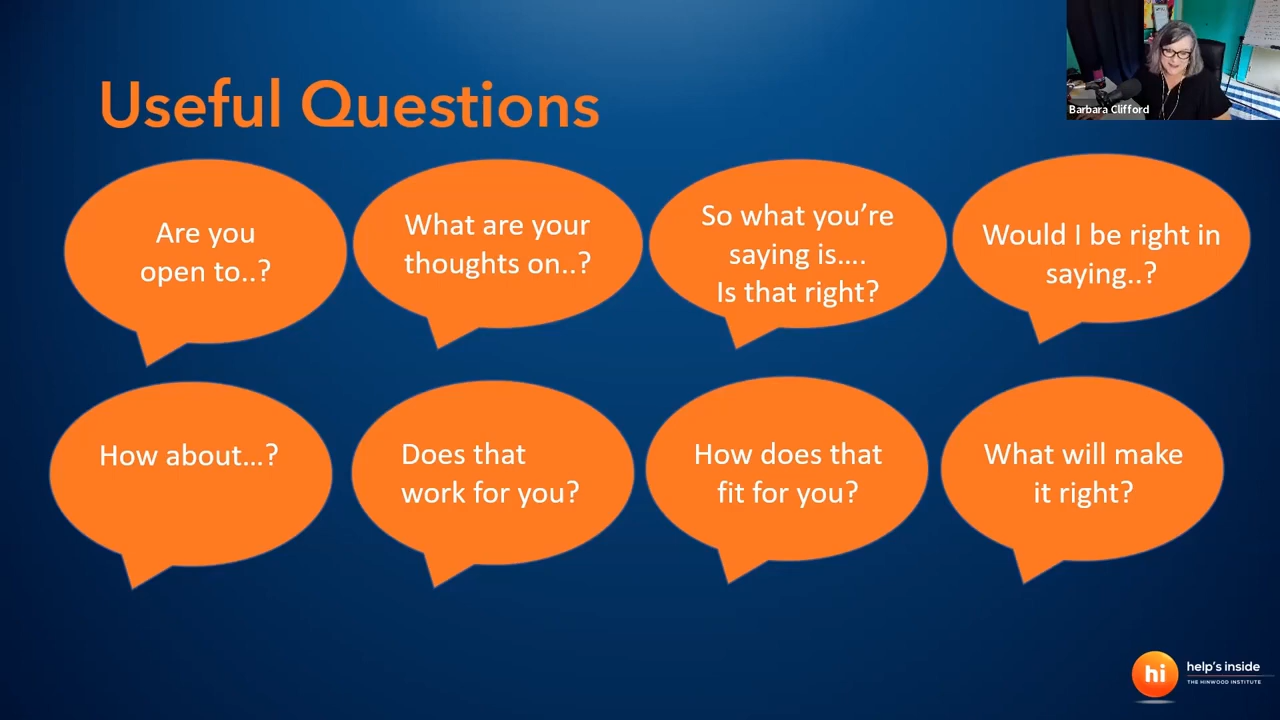 Barbara Clifford
Useful Questions
Are you
open to..?
What are your
thoughts on..?
So what you’re
saying is....
Is that right?
Would I be right in
saying..?
How about...?
Does that
work for you?
How does that
fit for you?
What will make
it right?
hi
help's inside
THE HINWOOD INSTITUTE